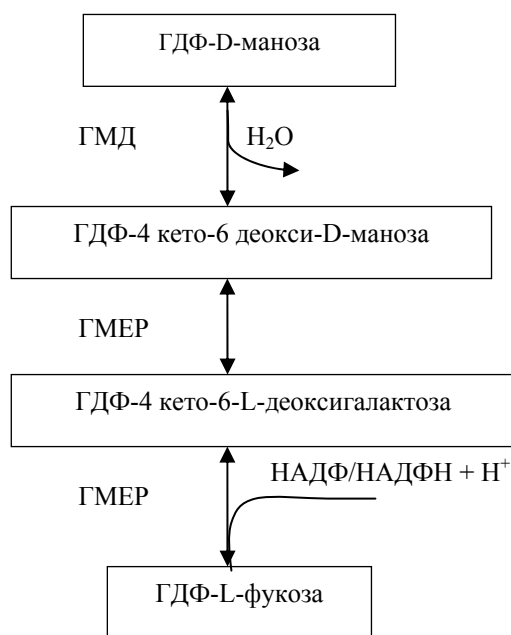 ГДФ-D-маноза
ГМД
H₂O
ГДФ-4 кето-6 деокси-D-маноза
ГМЕР
ГДФ-4 кето-6-L-деоксигалактоза
НАДФ/НАДФН + H⁺
ГМЕР
ГДФ-L-фукоза